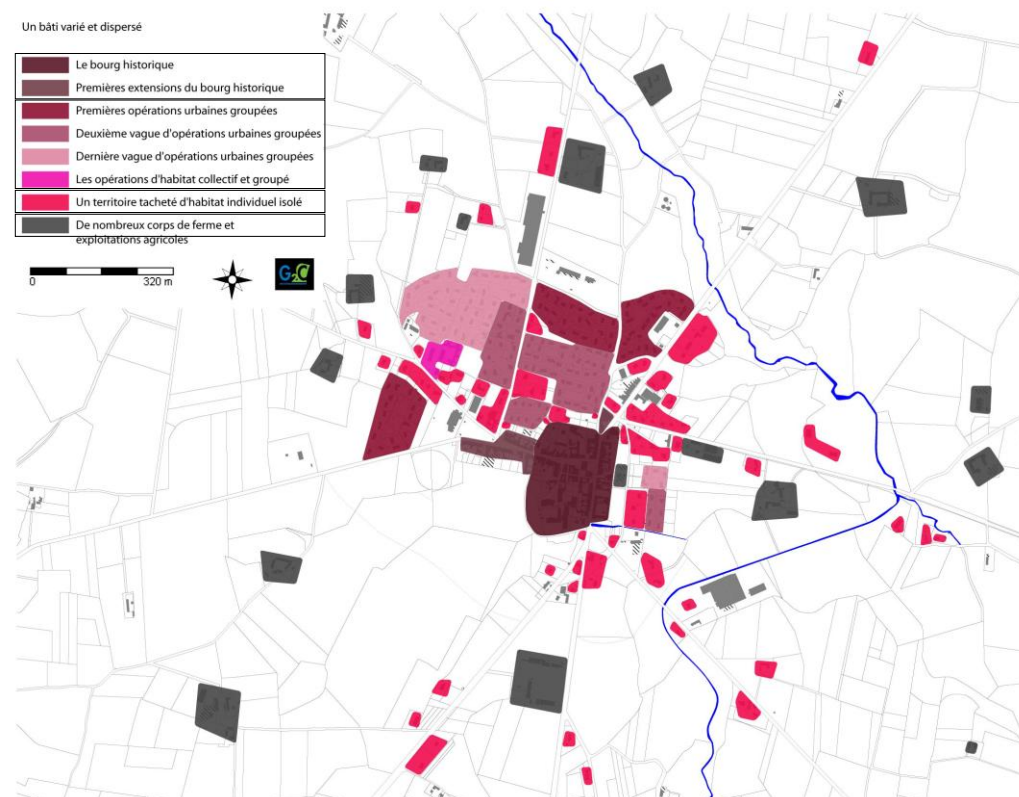 Un bâti varié et dispersé
Le bourg historique
Premières extensions du bourg historique
Premières opérations urbaines groupées
Deuxième vague d'opérations urbaines groupées
Dernière vague d'opérations urbaines groupées
Les opérations d'habitat collectif et groupé
Un territoire tacheté d'habitat individuel isolé
De nombreux corps de ferme et
exploitations agricoles
0 320 m
G2C